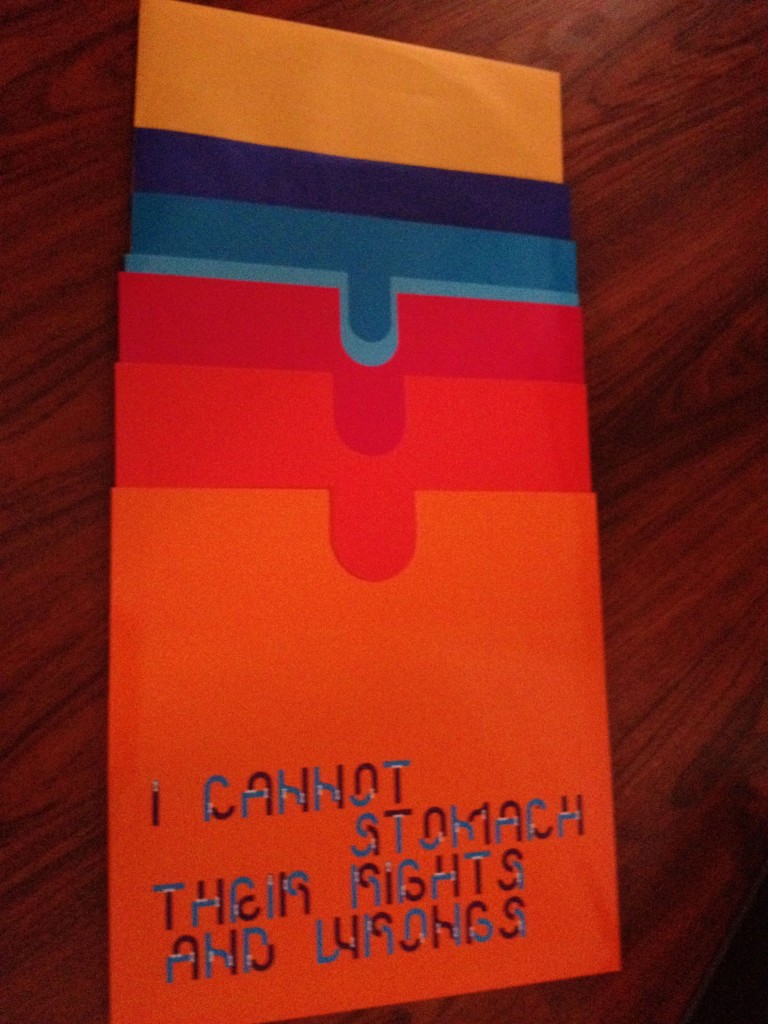 I CANNOT
STOMACH
THEIR RIGHTS
AND WRONGS